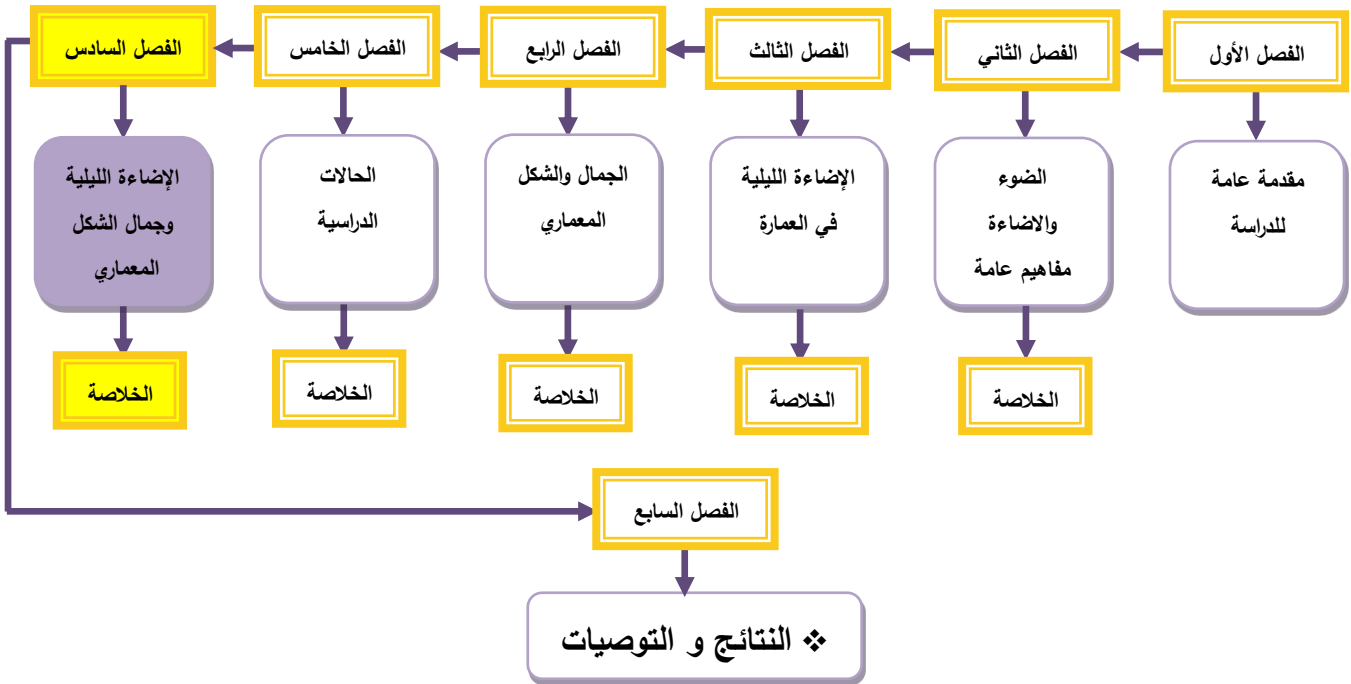 الفصل الأول
الفصل الثاني
الفصل الثالث
الفصل الرابع
الفصل الخامس
الفصل السادس
مقدمة عامة
للدراسة
الضوء
والاضاءة
مفاهيم عامة
الإضاءة الليلية
في العمارة
الجمال والشكل
المعماري
الحالات
الدراسية
الإضاءة الليلية
وجمال الشكل
المعماري
الخلاصة
الخلاصة
الخلاصة
الخلاصة
الخلاصة
الفصل السابع
❖ النتائج و التوصيات